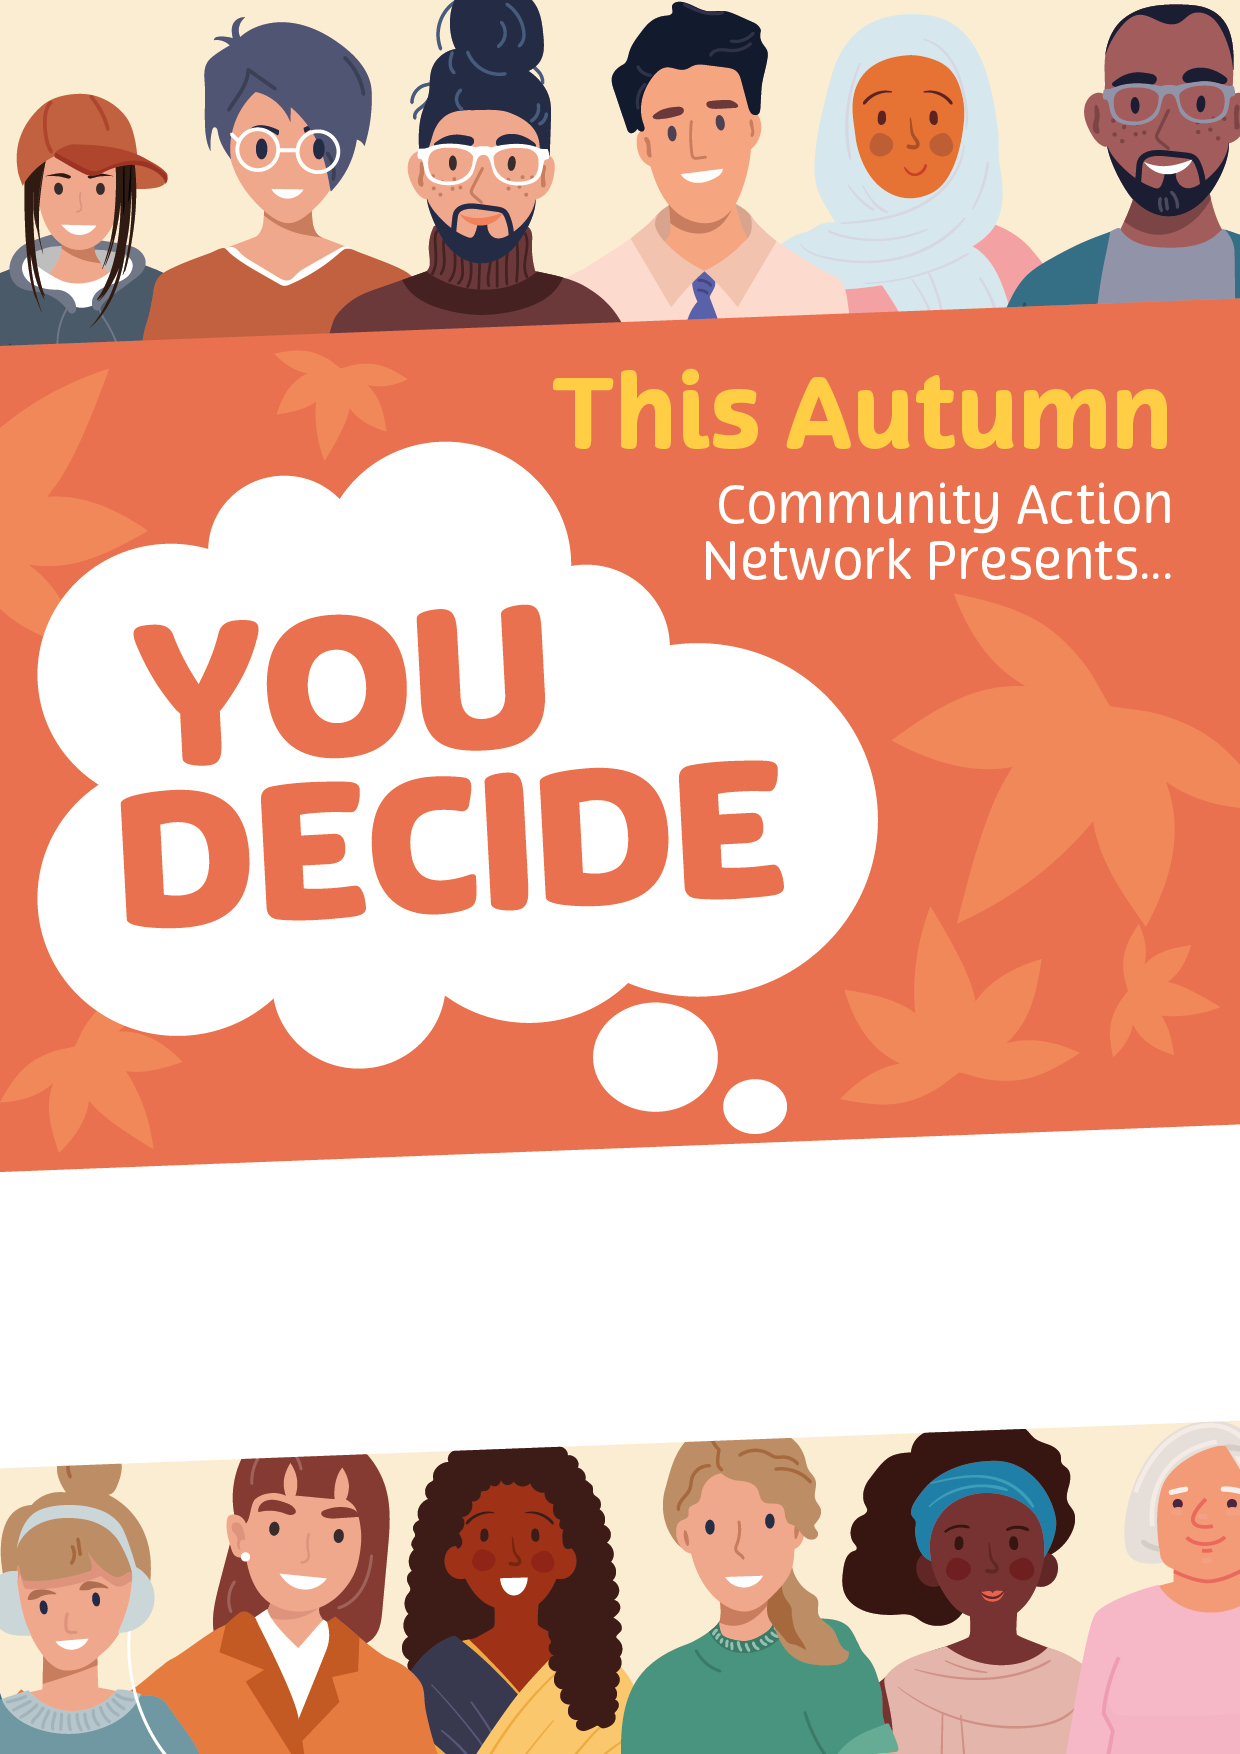 This Autumn
Community Action
Network Presents...
YOU
DECIDE